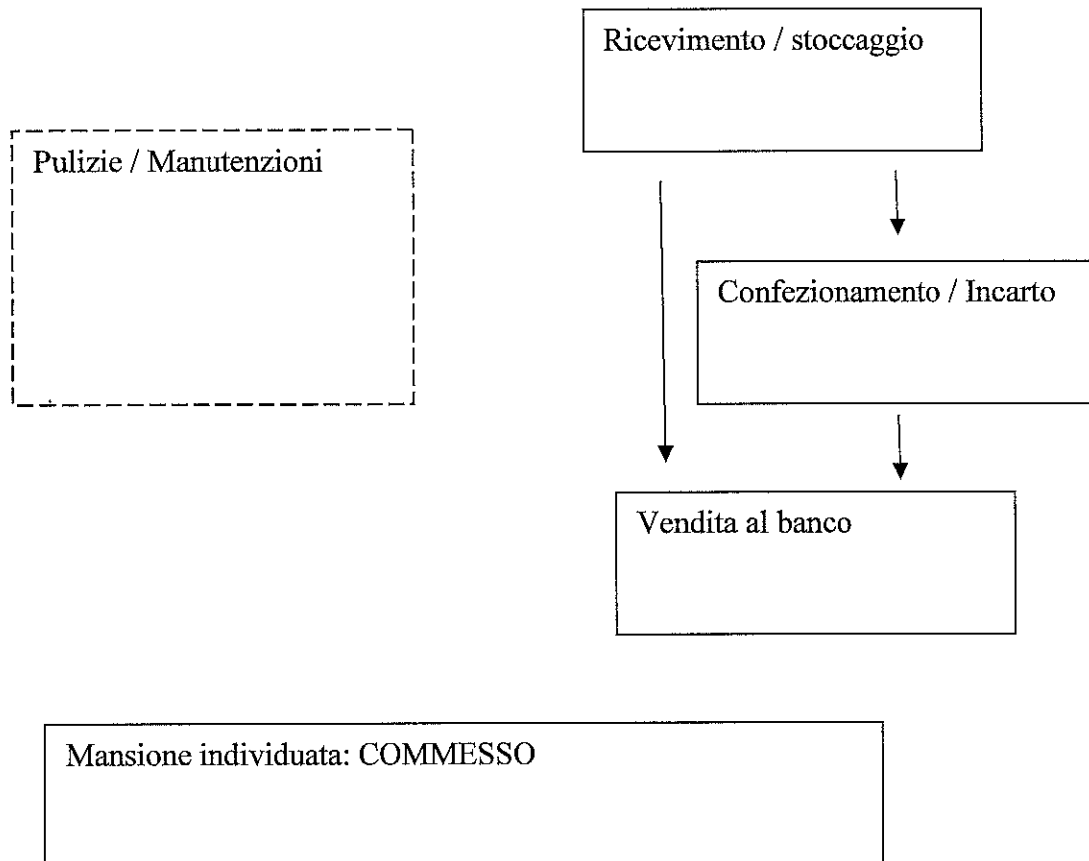 Ricevimento / stoccaggio
Pulizie / Manutenzioni
Confezionamento / Incarto
Vendita al banco
Mansione individuata: COMMESSO